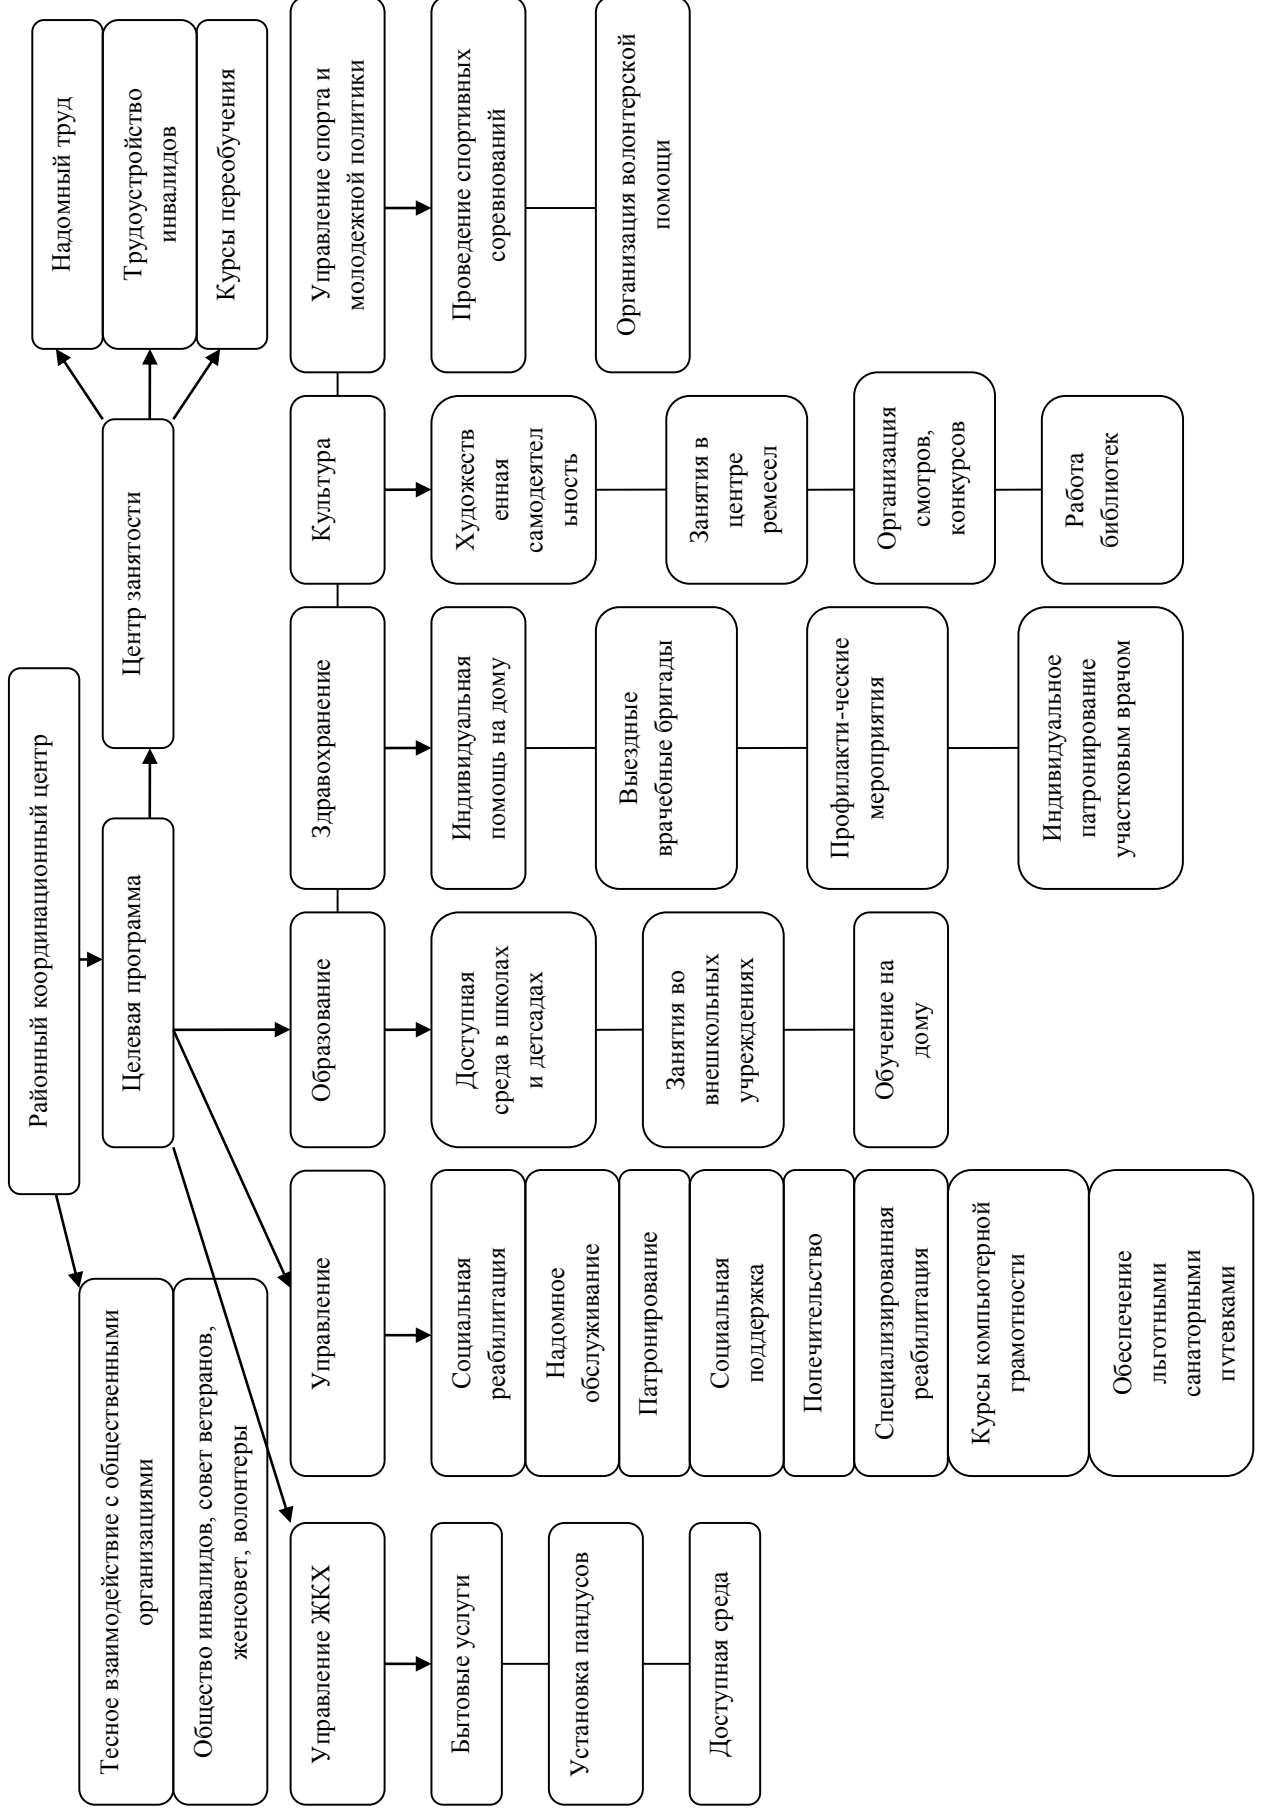 Районный координационный центр
Тесное взаимодействие с общественными
организациями
Общество инвалидов, совет ветеранов,
женсовет, волонтеры
Целевая программа
Центр занятости
Надомный труд
Трудоустройство
инвалидов
Курсы переобучения
Управление ЖКХ
Бытовые услуги
Установка пандусов
Доступная среда
Управление
Социальная
реабилитация
Надомное
обслуживание
Патронирование
Социальная
поддержка
Попечительство
Специализированная
реабилитация
Курсы компьютерной
грамотности
Обеспечение
льготными
санаторными
путевками
Образование
Доступная
среда в школах
и детсадах
Занятия во
внешкольных
учреждениях
Обучение на
дому
Здравохранение
Индивидуальная
помощь на дому
Выездные
врачебные бригады
Профилакти-ческие
мероприятия
Индивидуальное
патронирование
участковым врачом
Культура
Художеств
енная
самодеятел
ьность
Занятия в
центре
ремесел
Организация
смотров,
конкурсов
Работа
библиотек
Управление спорта и
молодежной политики
Проведение спортивных
соревнований
Организация волонтерской
помощи